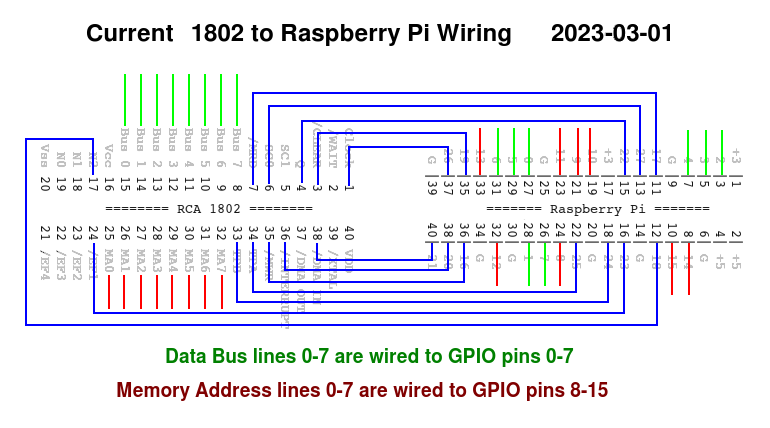 Current 1802 to Raspberry Pi Wiring 2023-03-01
Vss N0 N1 N2 Vcc Bus 0 Bus 1 Bus 2 Bus 3 Bus 4 Bus 5 Bus 6 Bus 7 /MRD SC0 SC1 Q /CLEAR /WAIT Clock
G 26 19 13 6 5 0 G 11 9 10 +3 22 27 17 G 4 3 2 +3
20 19 18 17 16 15 14 13 12 11 10 9 8 7 6 5 4 3 2 1
39 37 35 33 31 29 27 25 23 21 19 17 15 13 11 9 7 5 3 1
======== RCA 1802 ========
======= Raspberry Pi =======
21 22 23 24 25 26 27 28 29 30 31 32 33 34 35 36 37 38 39 40
40 38 36 34 32 30 28 26 24 22 20 18 16 14 12 10 8 6 4 2
/EF4 /EF3 /EF2 /EF1 MA0 MA1 MA2 MA3 MA4 MA5 MA6 MA7 TPB TPA /MWR /INTERRUPT /DMA OUT /DMA IN /XTAL VDD
21 20 16 G 12 G 1 7 8 25 G 24 23 G 18 15 14 G +5 +5
Data Bus lines 0-7 are wired to GPIO pins 0-7
Memory Address lines 0-7 are wired to GPIO pins 8-15